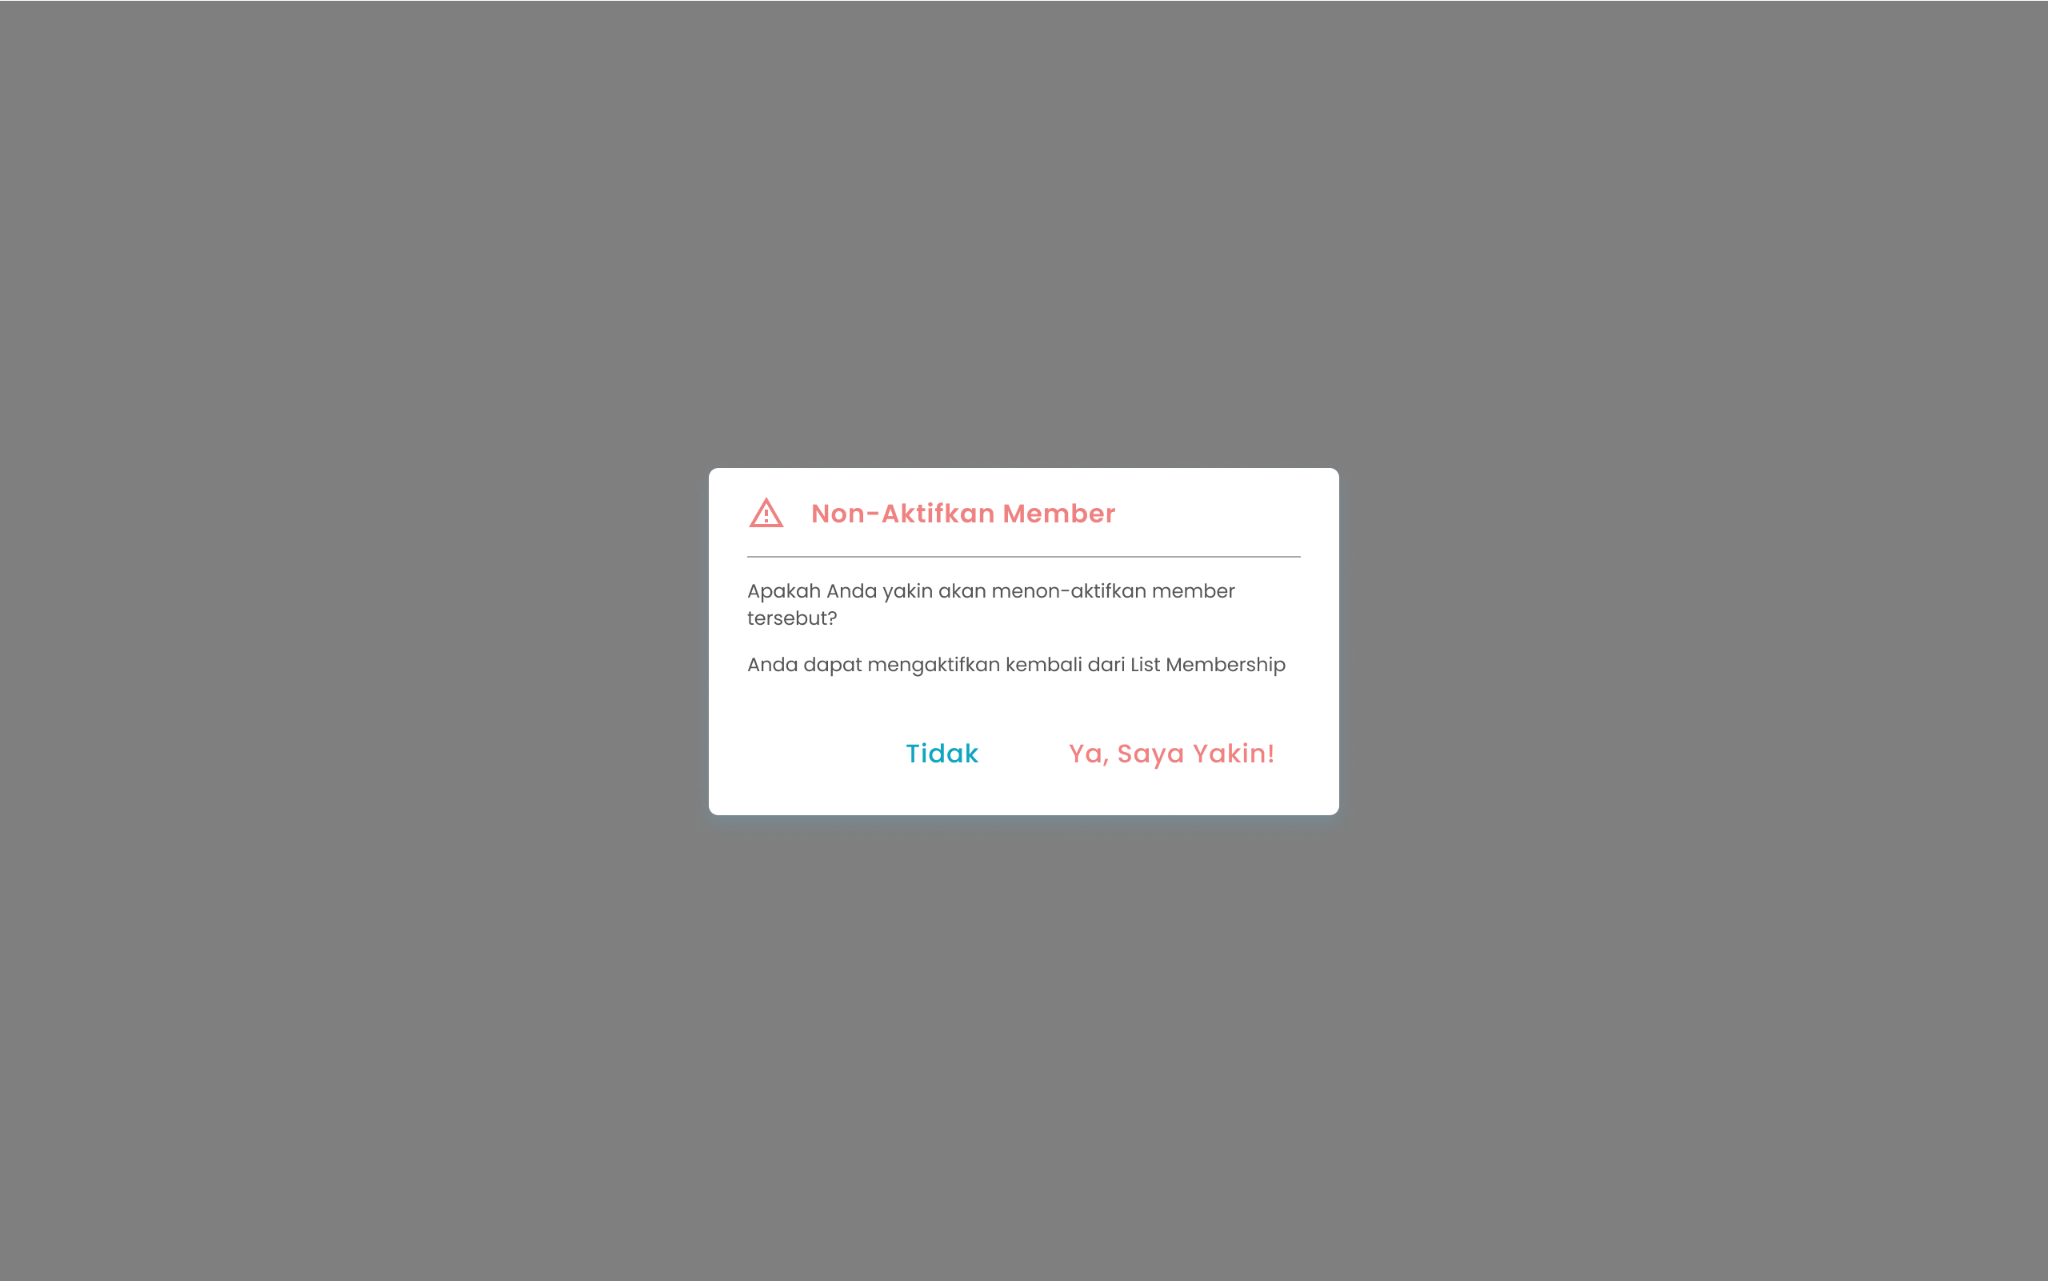 Non-Aktifkan Member
Apakah Anda yakin akan menon-aktifkan member
tersebut?
Anda dapat mengaktifkan kembali dari List Membership
Tidak
Ya, Saya Yakin!